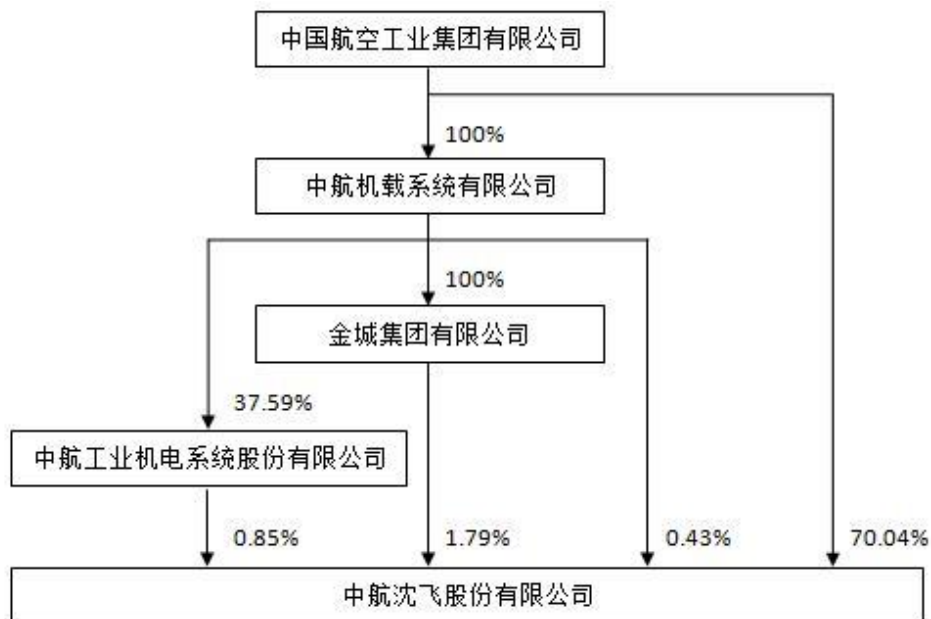 中国航空工业集团有限公司
100%
中航机载系统有限公司
100%
金城集团有限公司
37.59%
中航工业机电系统股份有限公司
0.85%
1.79%
0.43%
70.04%
中航沈飞股份有限公司